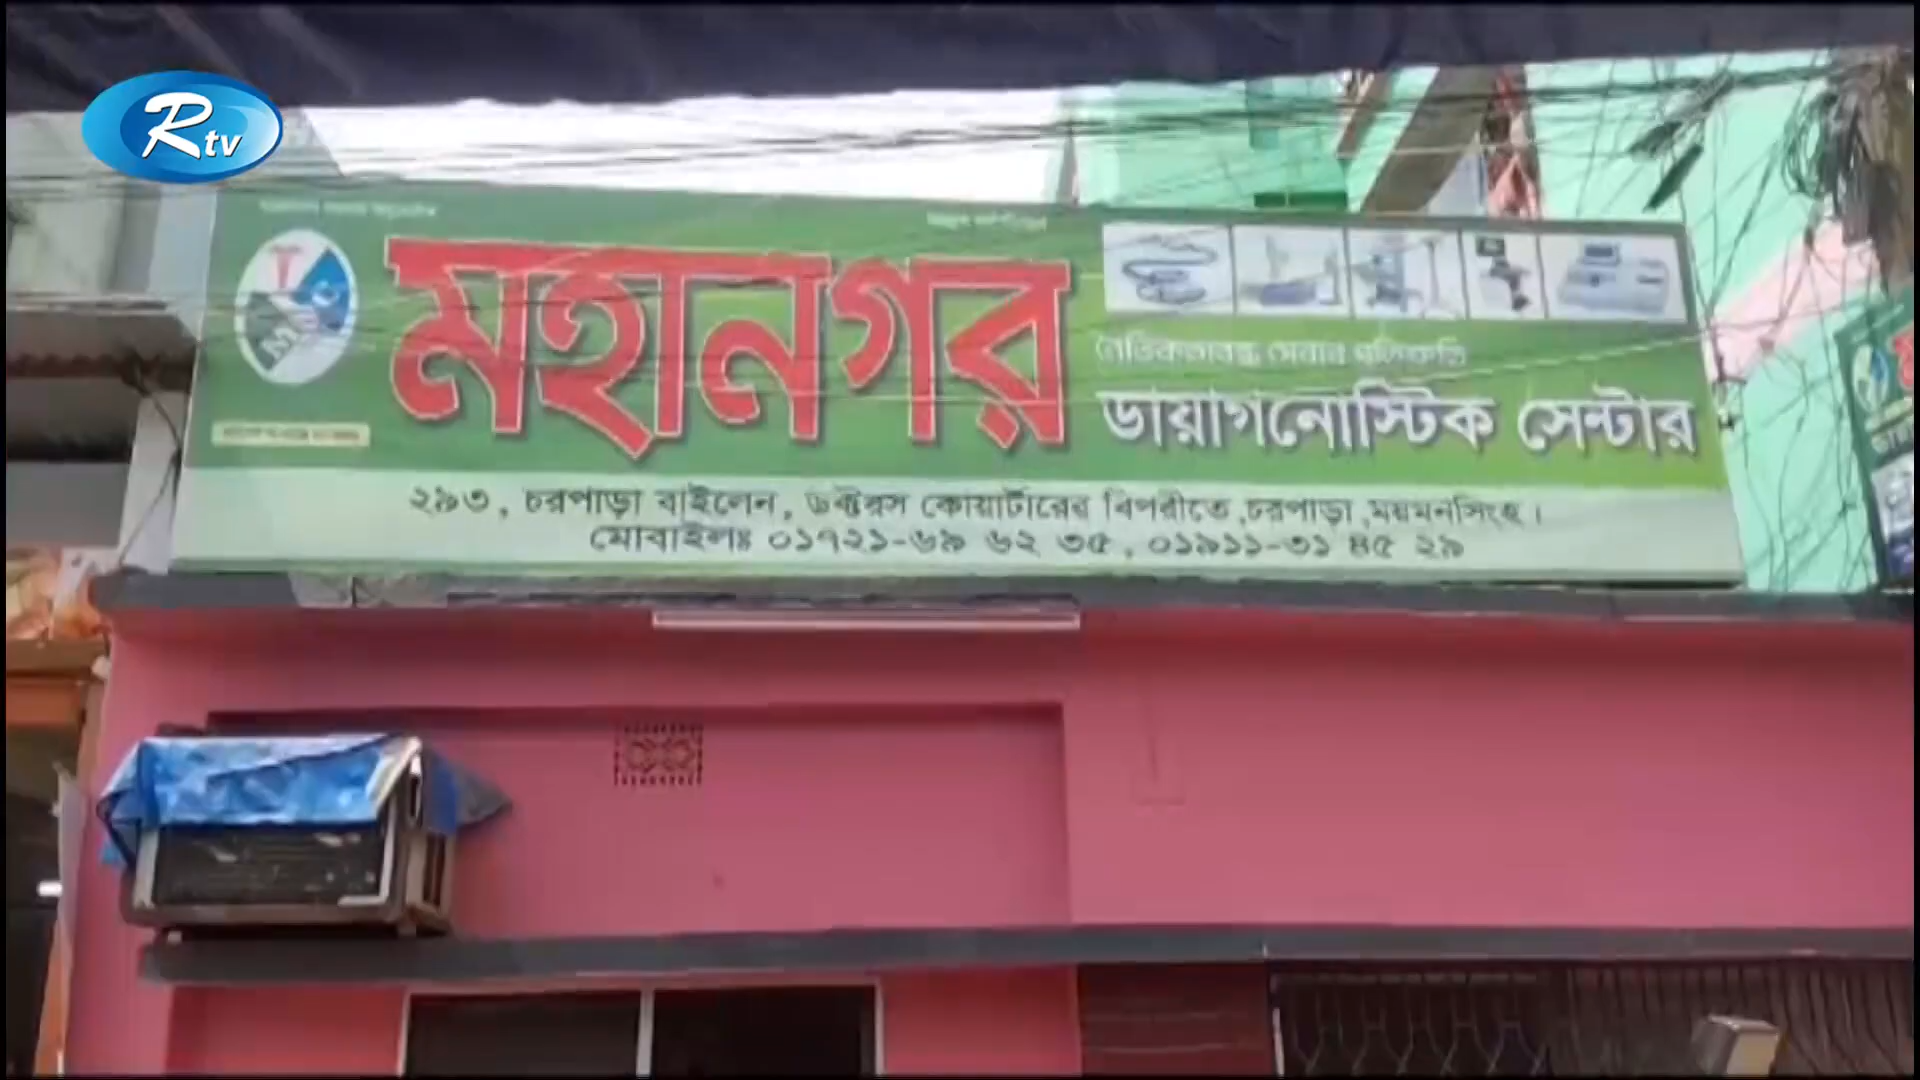 Rtv
মহানগর
ডায়াগনোস্টিক সেন্টার
২৯৩, চরপাড়া বাইলেন, ডক্টরস কোয়ার্টারের বিপরীতে,চরপাড়া,ময়মনসিংহ।
মোবাইলঃ ০১৭২১-৬৯ ৬২ ৩৫, ০১৯১১-৩১ ৪৫ ২৯